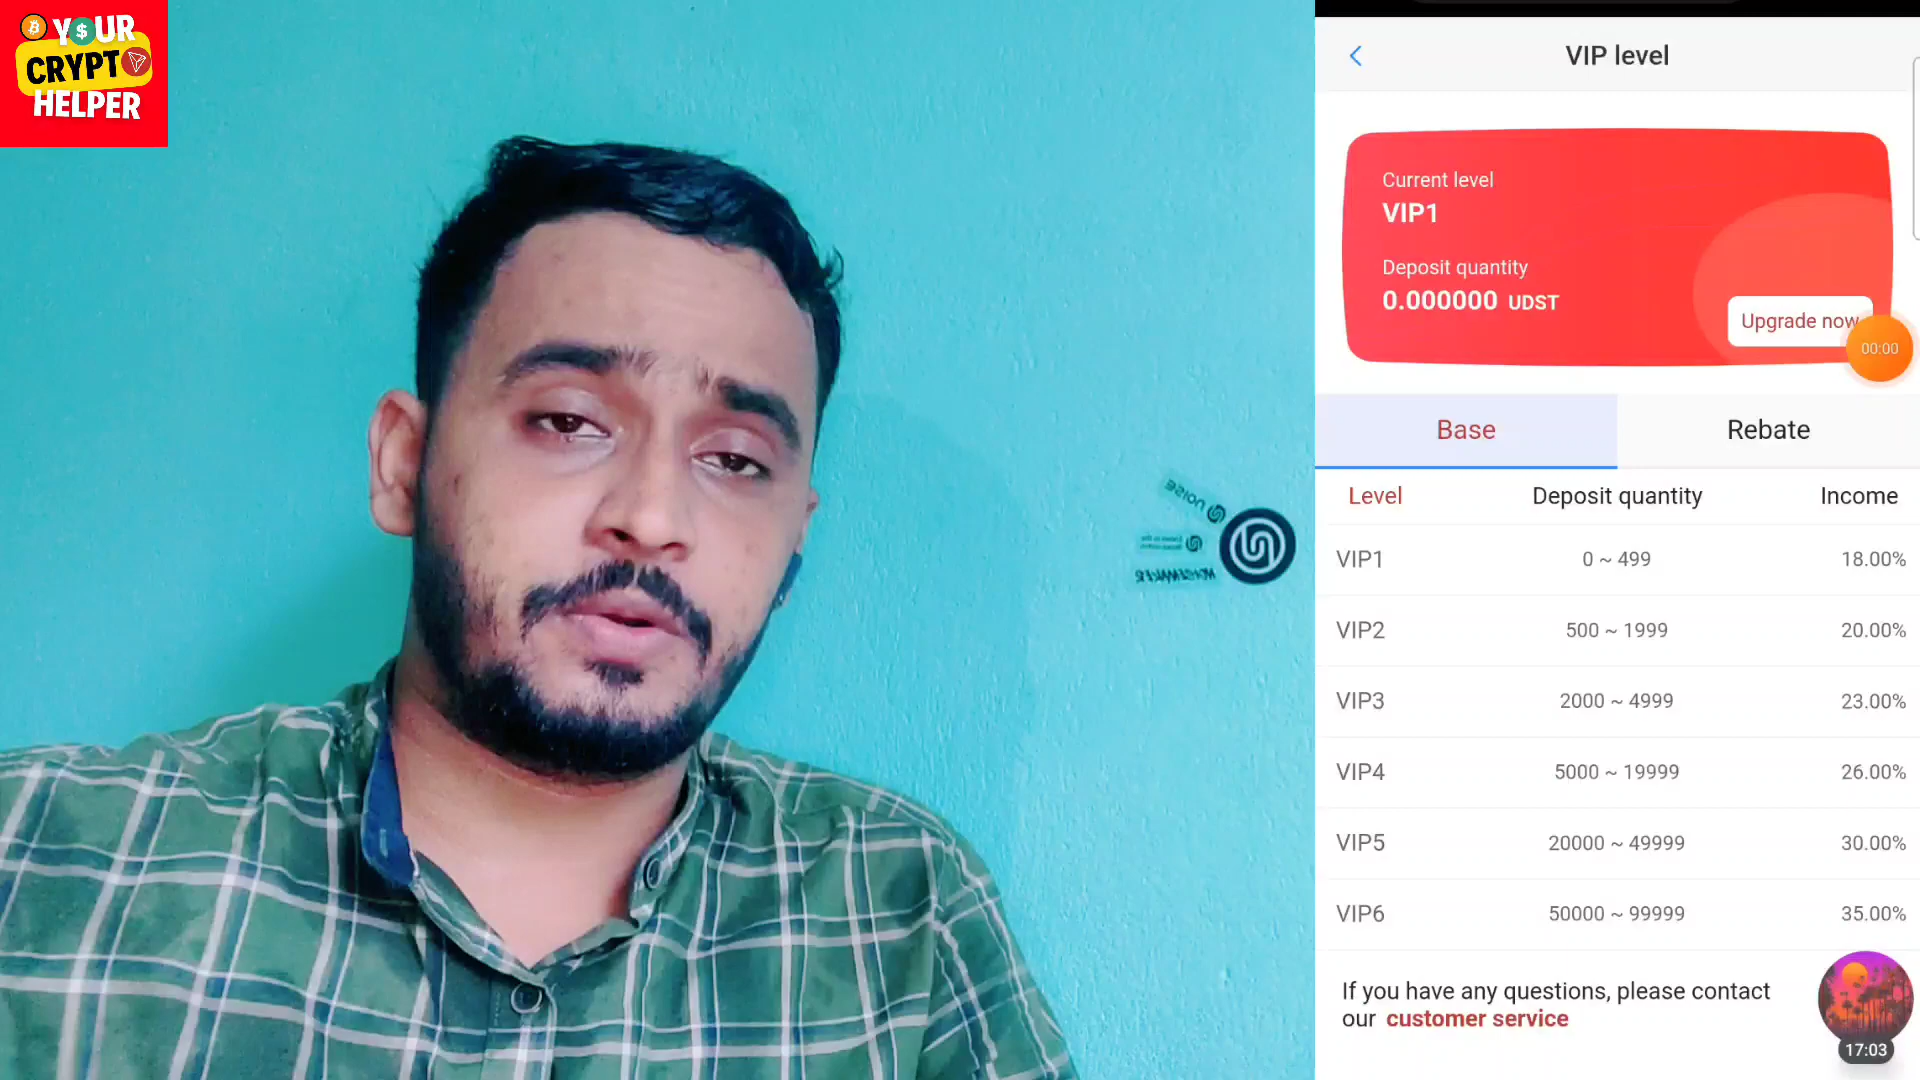 Y$UR
CRYPT
HELPER
noise
VIP level
Current level
VIP1
Deposit quantity
0.000000 UDST
Upgrade now
00:00
Base
Rebate
Level Deposit quantity Income
VIP1 0 ~ 499 18.00%
VIP2 500 ~ 1999 20.00%
VIP3 2000 ~ 4999 23.00%
VIP4 5000 ~ 19999 26.00%
VIP5 20000 ~ 49999 30.00%
VIP6 50000 ~ 99999 35.00%
If you have any questions, please contact
our customer service
17:03